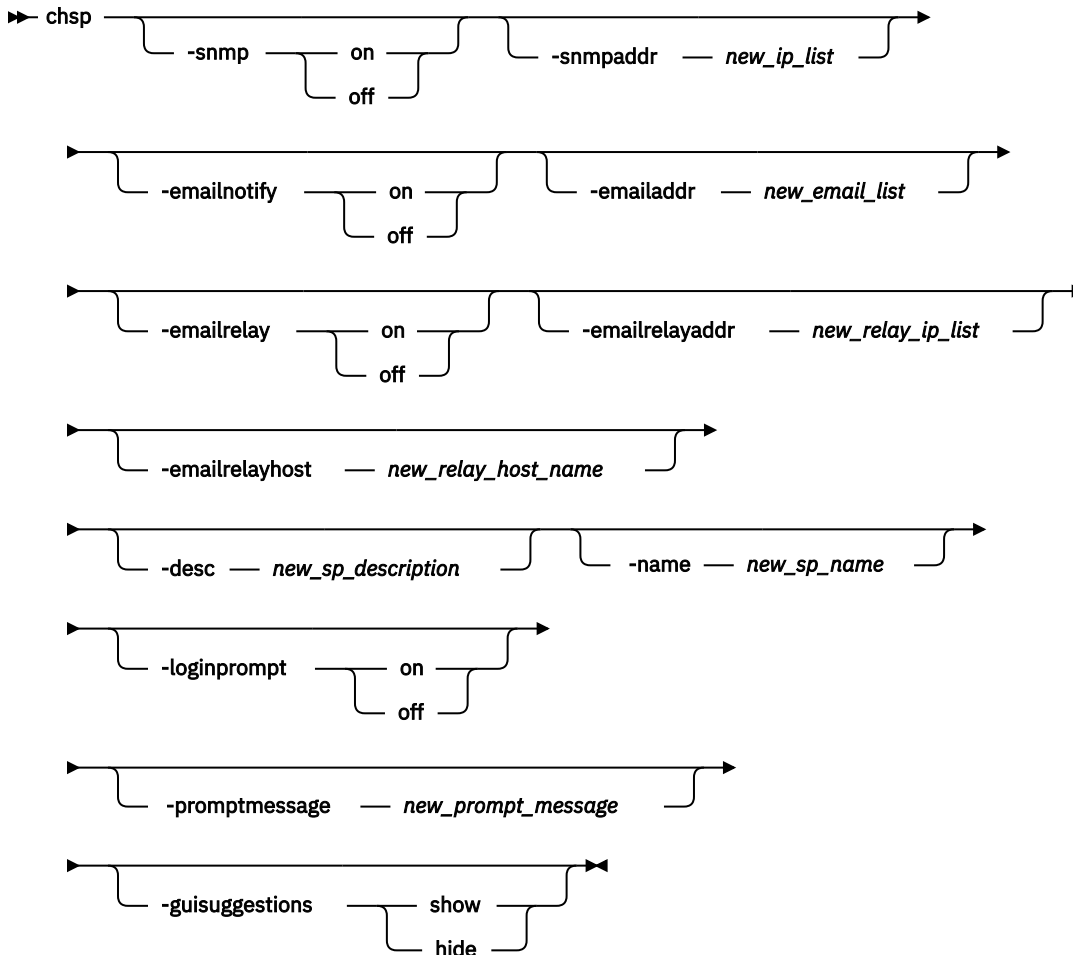 chsp
-snmp on -snmpaddr new_ip_list
off
-emailnotify on -emailaddr new_email_list
off
-emailrelay on -emailrelayaddr new_relay_ip_list
off
-emailrelayhost new_relay_host_name
-desc new_sp_description -name new_sp_name
-loginprompt on
off
-promptmessage new_prompt_message
-guisuggestions show
hide